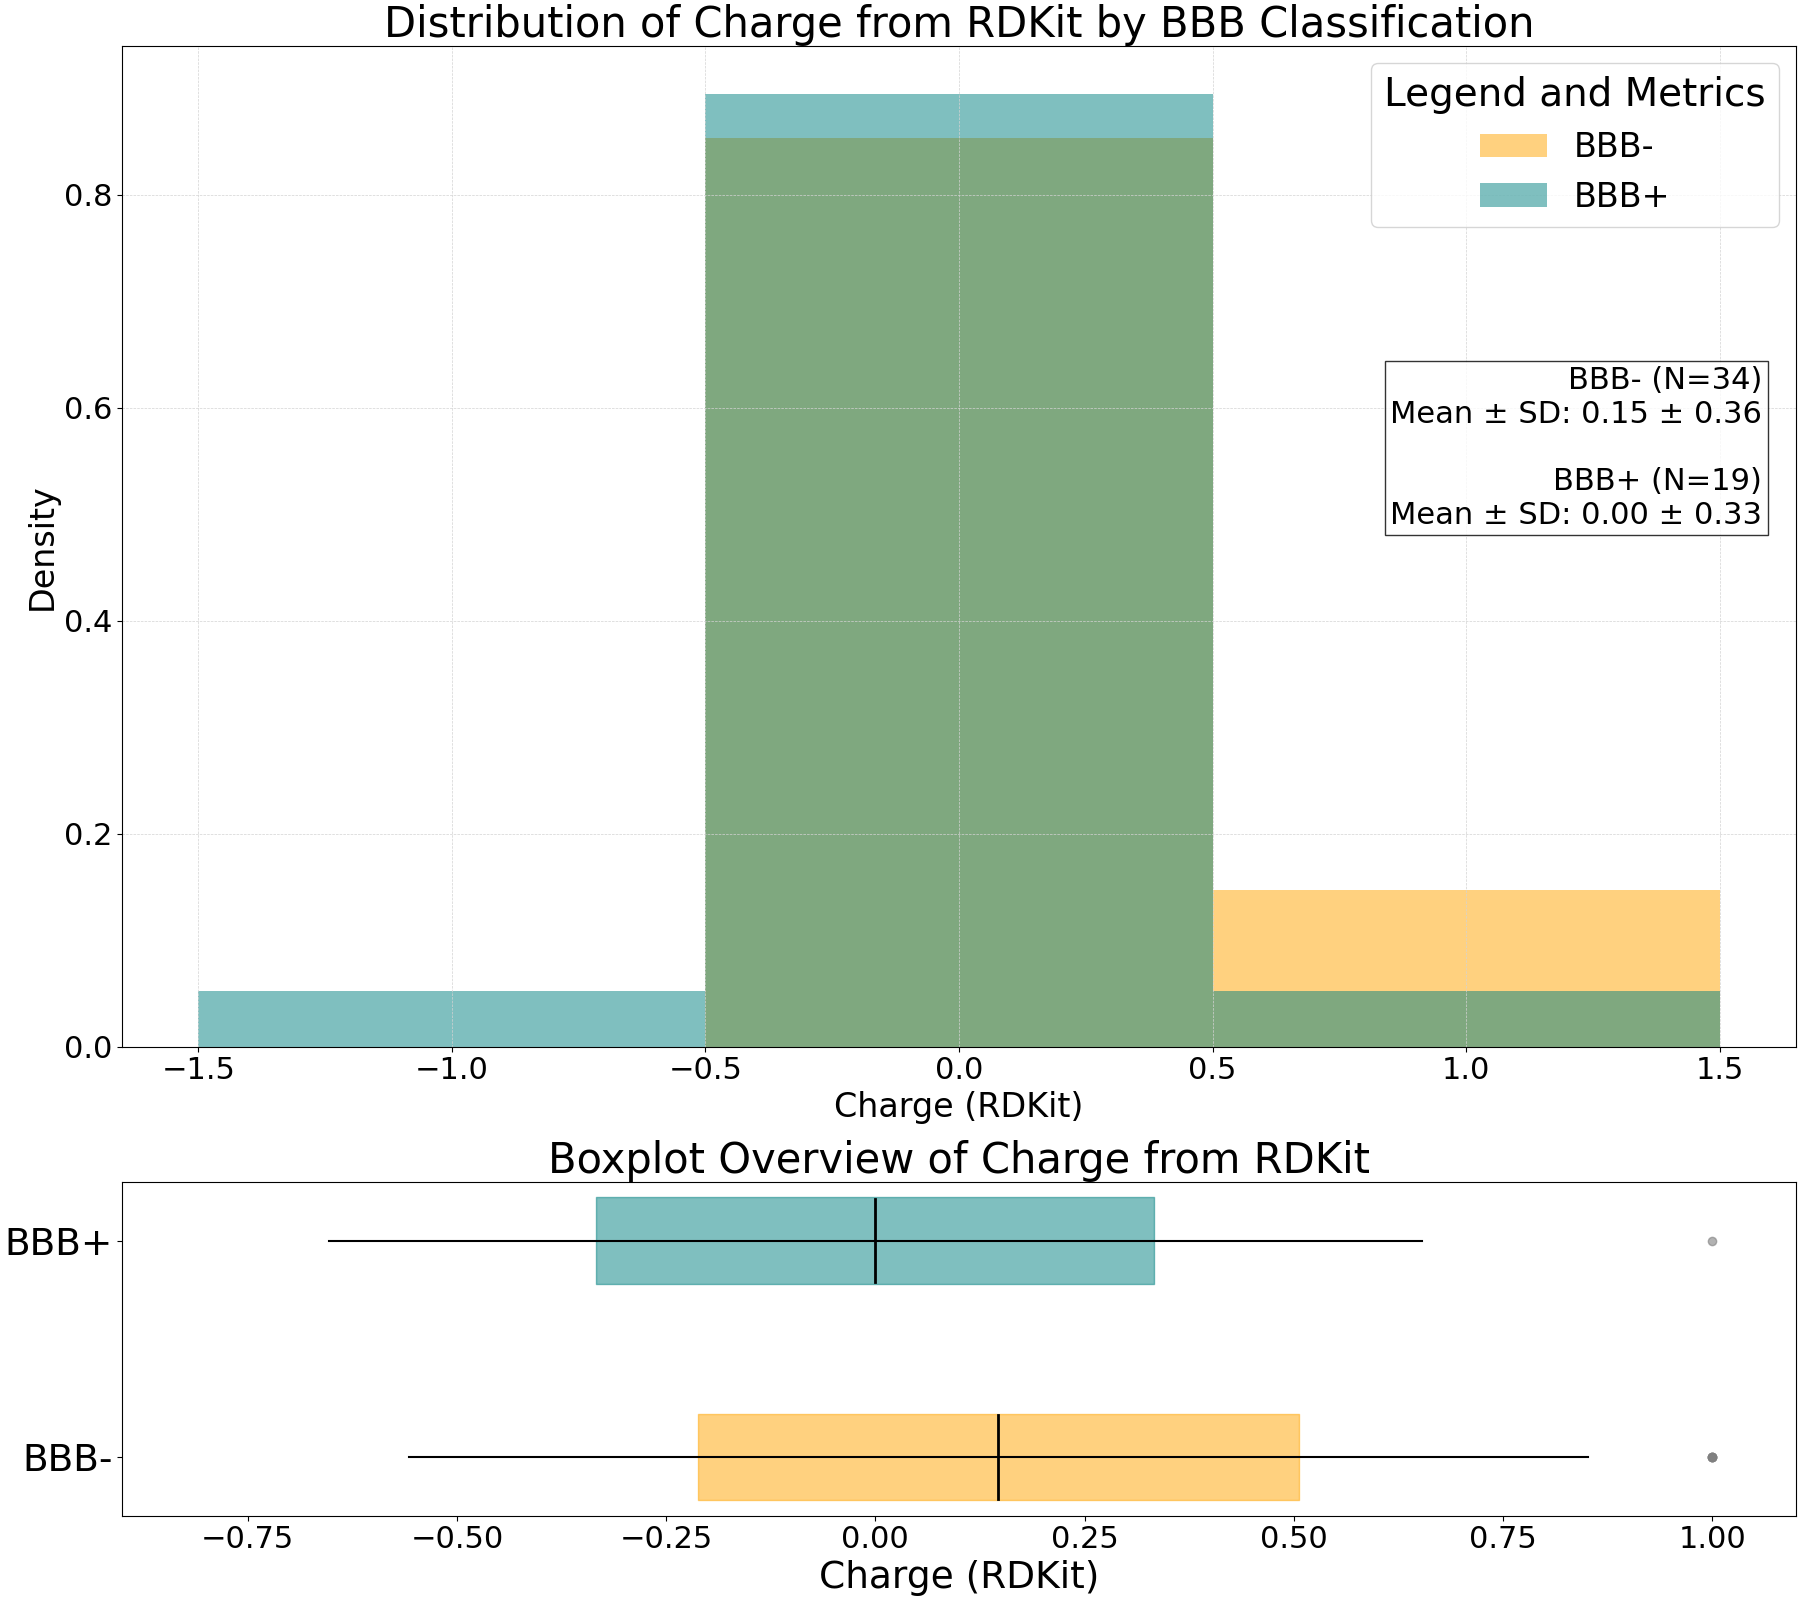 Distribution of Charge from RDKit by BBB Classification
Legend and Metrics
BBB-
BBB+
BBB- (N=34)
Mean ± SD: 0.15 ± 0.36
BBB+ (N=19)
Mean ± SD: 0.00 ± 0.33
Density
0.8
0.6
0.4
0.2
0.0
−1.5 −1.0 −0.5 0.0 0.5 1.0 1.5
Charge (RDKit)
Boxplot Overview of Charge from RDKit
BBB+
BBB-
−0.75 −0.50 −0.25 0.00 0.25 0.50 0.75 1.00
Charge (RDKit)